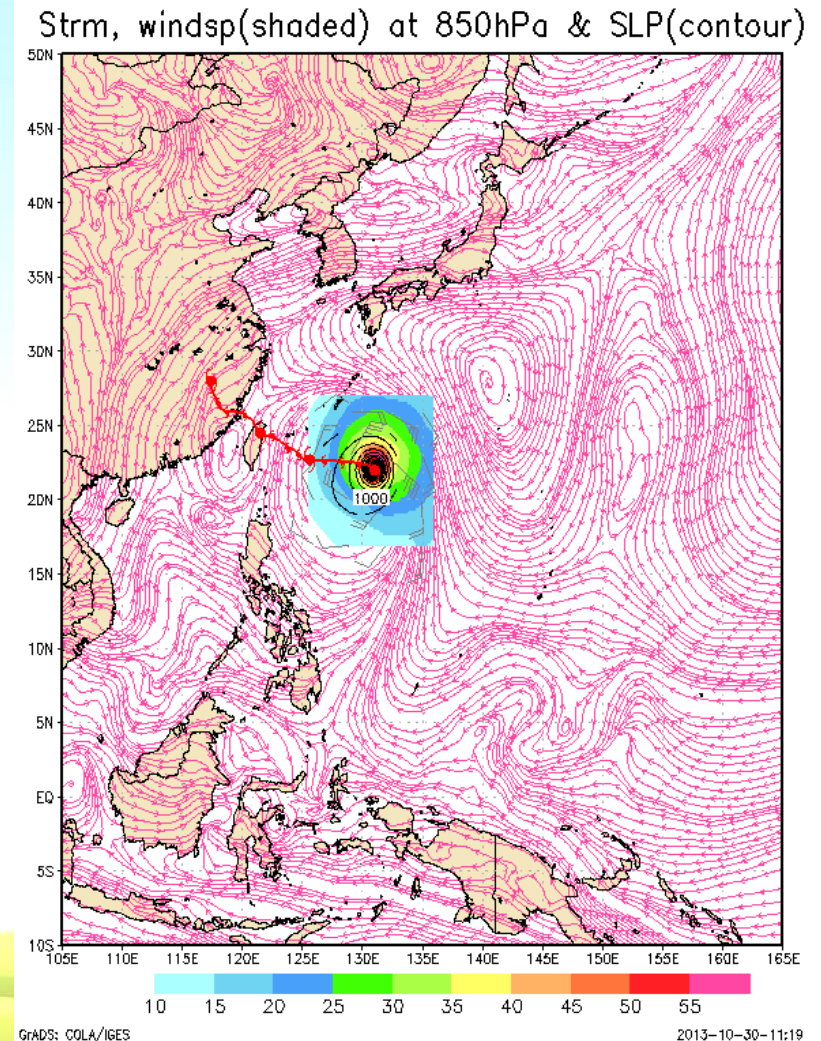 Strm, windsp(shaded) at 850hPa & SLP(contour)
50N
45N
40N
35N
30N
25N
20N
1000
15N
10N
5N
EQ
5S
10S
105E 110E 115E 120E 125E 130E 135E 140E 145E 150E 155E 160E 165E
10 15 20 25 30 35 40 45 50 55
GrADS: COLA/IGES 2013-10-30-11:19